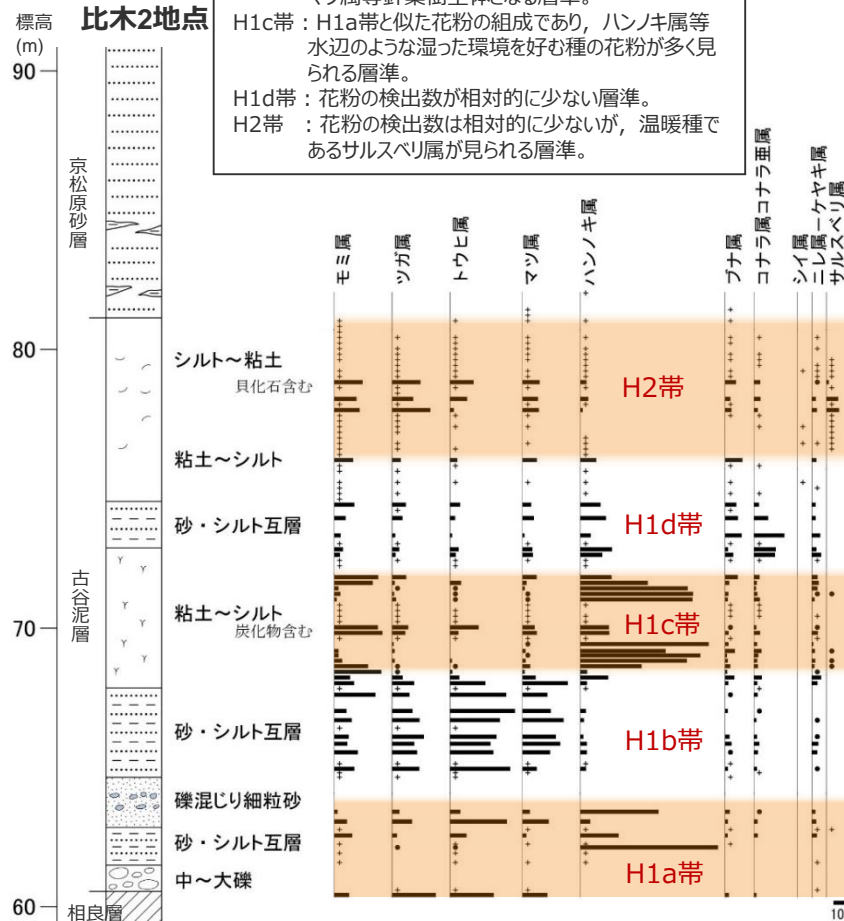 標高
(m)
比木2地点
H1c帯：H1a帯と似た花粉の組成であり，ハンノキ属等
水辺のような湿った環境を好む種の花粉が多く見
られる層準。
H1d帯：花粉の検出数が相対的に少ない層準。
H2帯　：花粉の検出数は相対的に少ないが，温暖種で
あるサルスベリ属が見られる層準。
90
80
70
60
京松原砂層
古谷泥層
相良層
シルト～粘土
貝化石含む
粘土～シルト
砂・シルト互層
粘土～シルト
炭化物含む
砂・シルト互層
礫混じり細粒砂
砂・シルト互層
中～大礫
モミ属
ツガ属
トウヒ属
マツ属
ハンノキ属
ブナ属
コナラ属コナラ亜属
シイ属
ニレ属－ケヤキ属
サルスベリ属
H2帯
H1d帯
H1c帯
H1b帯
H1a帯
10